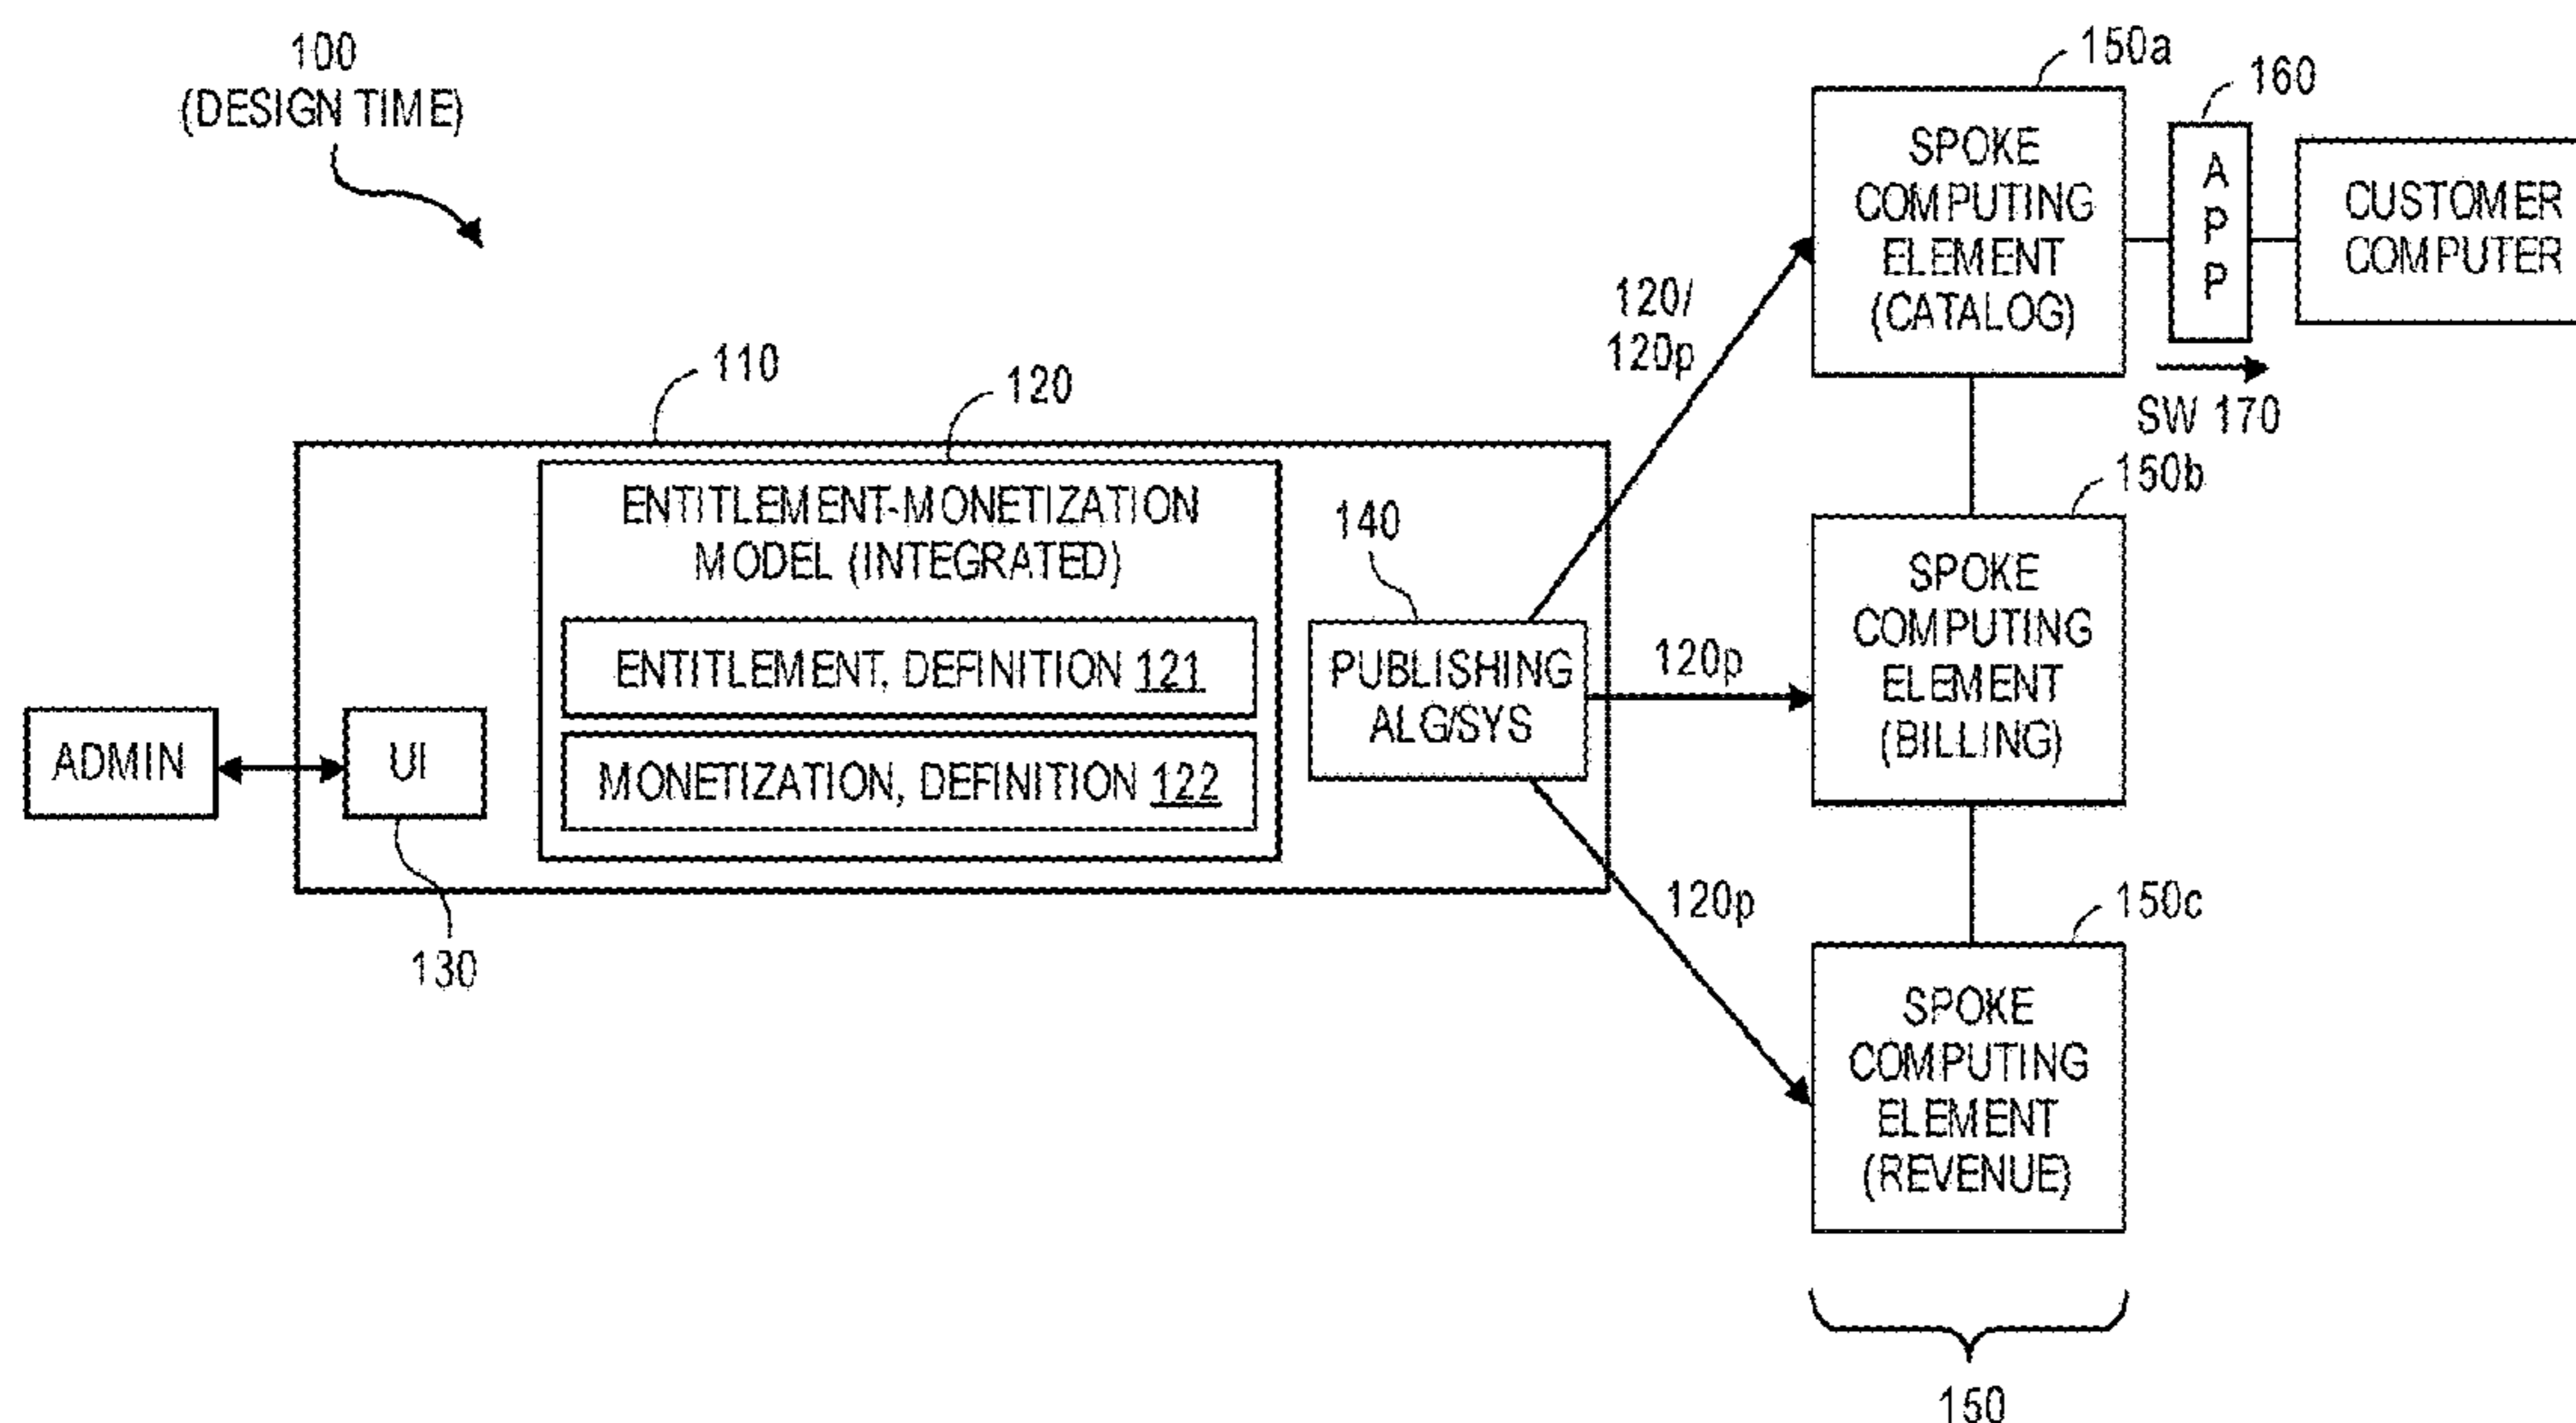 100
(DESIGN TIME)
110
120
ENTITLEMENT-MONETIZATION
MODEL (INTEGRATED)
ENTITLEMENT, DEFINITION 121
MONETIZATION, DEFINITION 122
ADMIN
UI
130
140
PUBLISHING
ALG/SYS
120/
120p
120p
120p
150a
SPOKE
COMPUTING
ELEMENT
(CATALOG)
160
A
P
P
CUSTOMER
COMPUTER
SW 170
150b
SPOKE
COMPUTING
ELEMENT
(BILLING)
150c
SPOKE
COMPUTING
ELEMENT
(REVENUE)
150